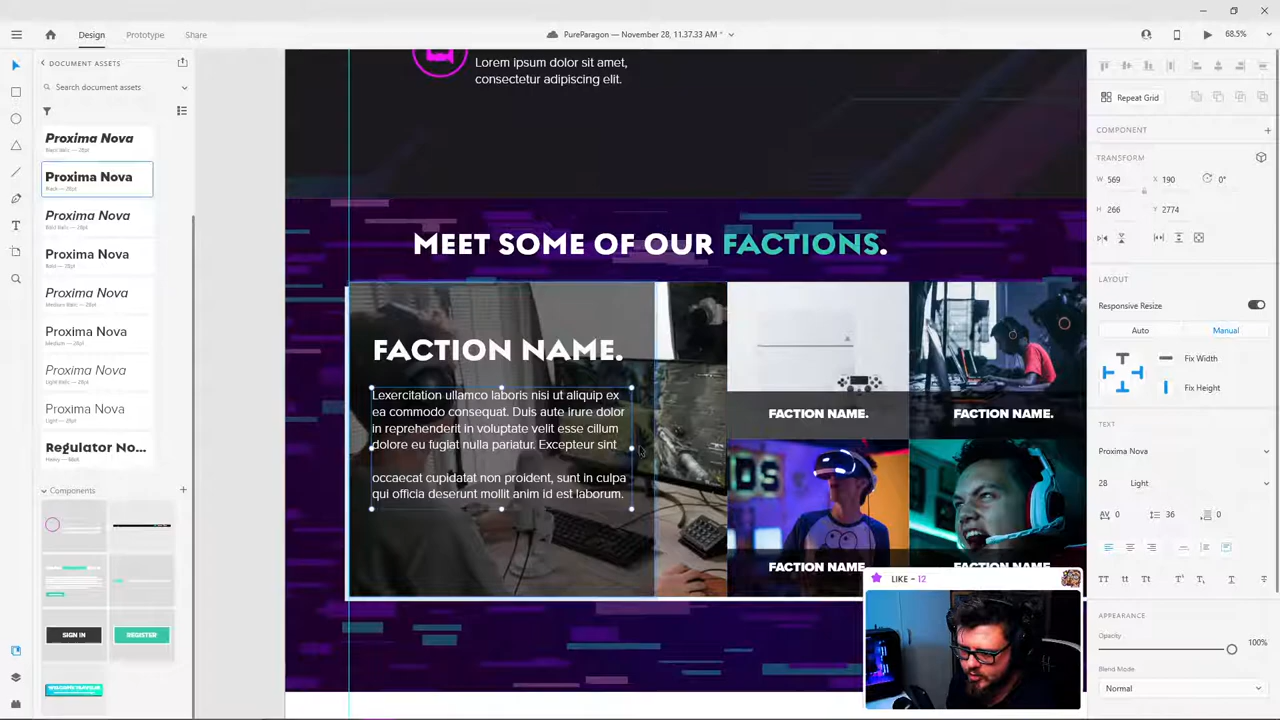 Design
Prototype
Share
PureParagon — November 28, 11.37.33 AM *
68.5%
DOCUMENT ASSETS
Search document assets
Proxima Nova
Proxima Nova
Black — 28pt
Proxima Nova
Proxima Nova
Proxima Nova
Proxima Nova
Proxima Nova
Proxima Nova
Regulator No...
Components
SIGN IN
REGISTER
Lorem ipsum dolor sit amet,
consectetur adipiscing elit.
MEET SOME OF OUR FACTIONS.
FACTION NAME.
Lexercitation ullamco laboris nisi ut aliquip ex
ea commodo consequat. Duis aute irure dolor
in reprehenderit in voluptate velit esse cillum
dolore eu fugiat nulla pariatur. Excepteur sint
occaecat cupidatat non proident, sunt in culpa
qui officia deserunt mollit anim id est laborum.
FACTION NAME.
FACTION NAME.
FACTION NAME.
FACTION NAME.
LIKE - 12
Repeat Grid
COMPONENT
TRANSFORM
W 569 X 190 0°
H 266 Y 2774
LAYOUT
Responsive Resize
Auto
Manual
Fix Width
Fix Height
TEXT
Proxima Nova
28 Light
0 36 0
APPEARANCE
Opacity
100%
Blend Mode
Normal